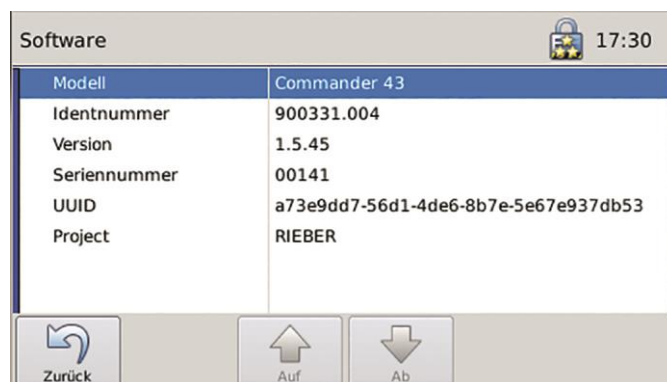 Software 17:30
Modell Commander 43
Identnummer 900331.004
Version 1.5.45
Seriennummer 00141
UUID a73e9dd7-56d1-4de6-8b7e-5e67e937db53
Project RIEBER
Zurück Auf Ab